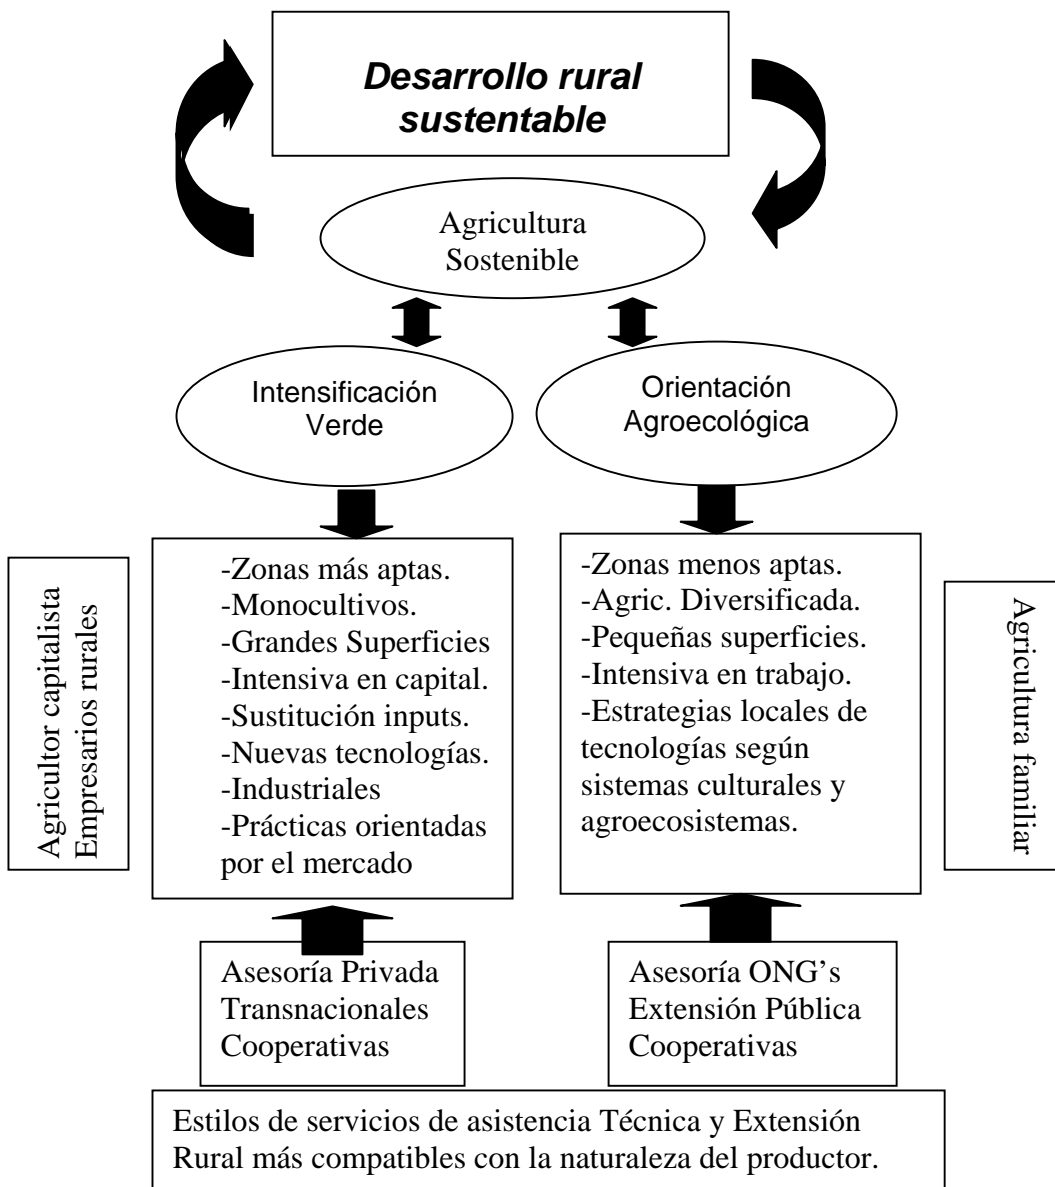 Desarrollo rural
sustentable
Agricultura
Sostenible
Intensificación
Verde
Orientación
Agroecológica
Agricultor capitalista
Empresarios rurales
-Zonas más aptas.
-Monocultivos.
-Grandes Superficies
-Intensiva en capital.
-Sustitución inputs.
-Nuevas tecnologías.
-Industriales
-Prácticas orientadas
por el mercado
-Zonas menos aptas.
-Agric. Diversificada.
-Pequeñas superficies.
-Intensiva en trabajo.
-Estrategias locales de
tecnologías según
sistemas culturales y
agroecosistemas.
Agricultura familiar
Asesoría Privada
Transnacionales
Cooperativas
Asesoría ONG’s
Extensión Pública
Cooperativas
Estilos de servicios de asistencia Técnica y Extensión
Rural más compatibles con la naturaleza del productor.